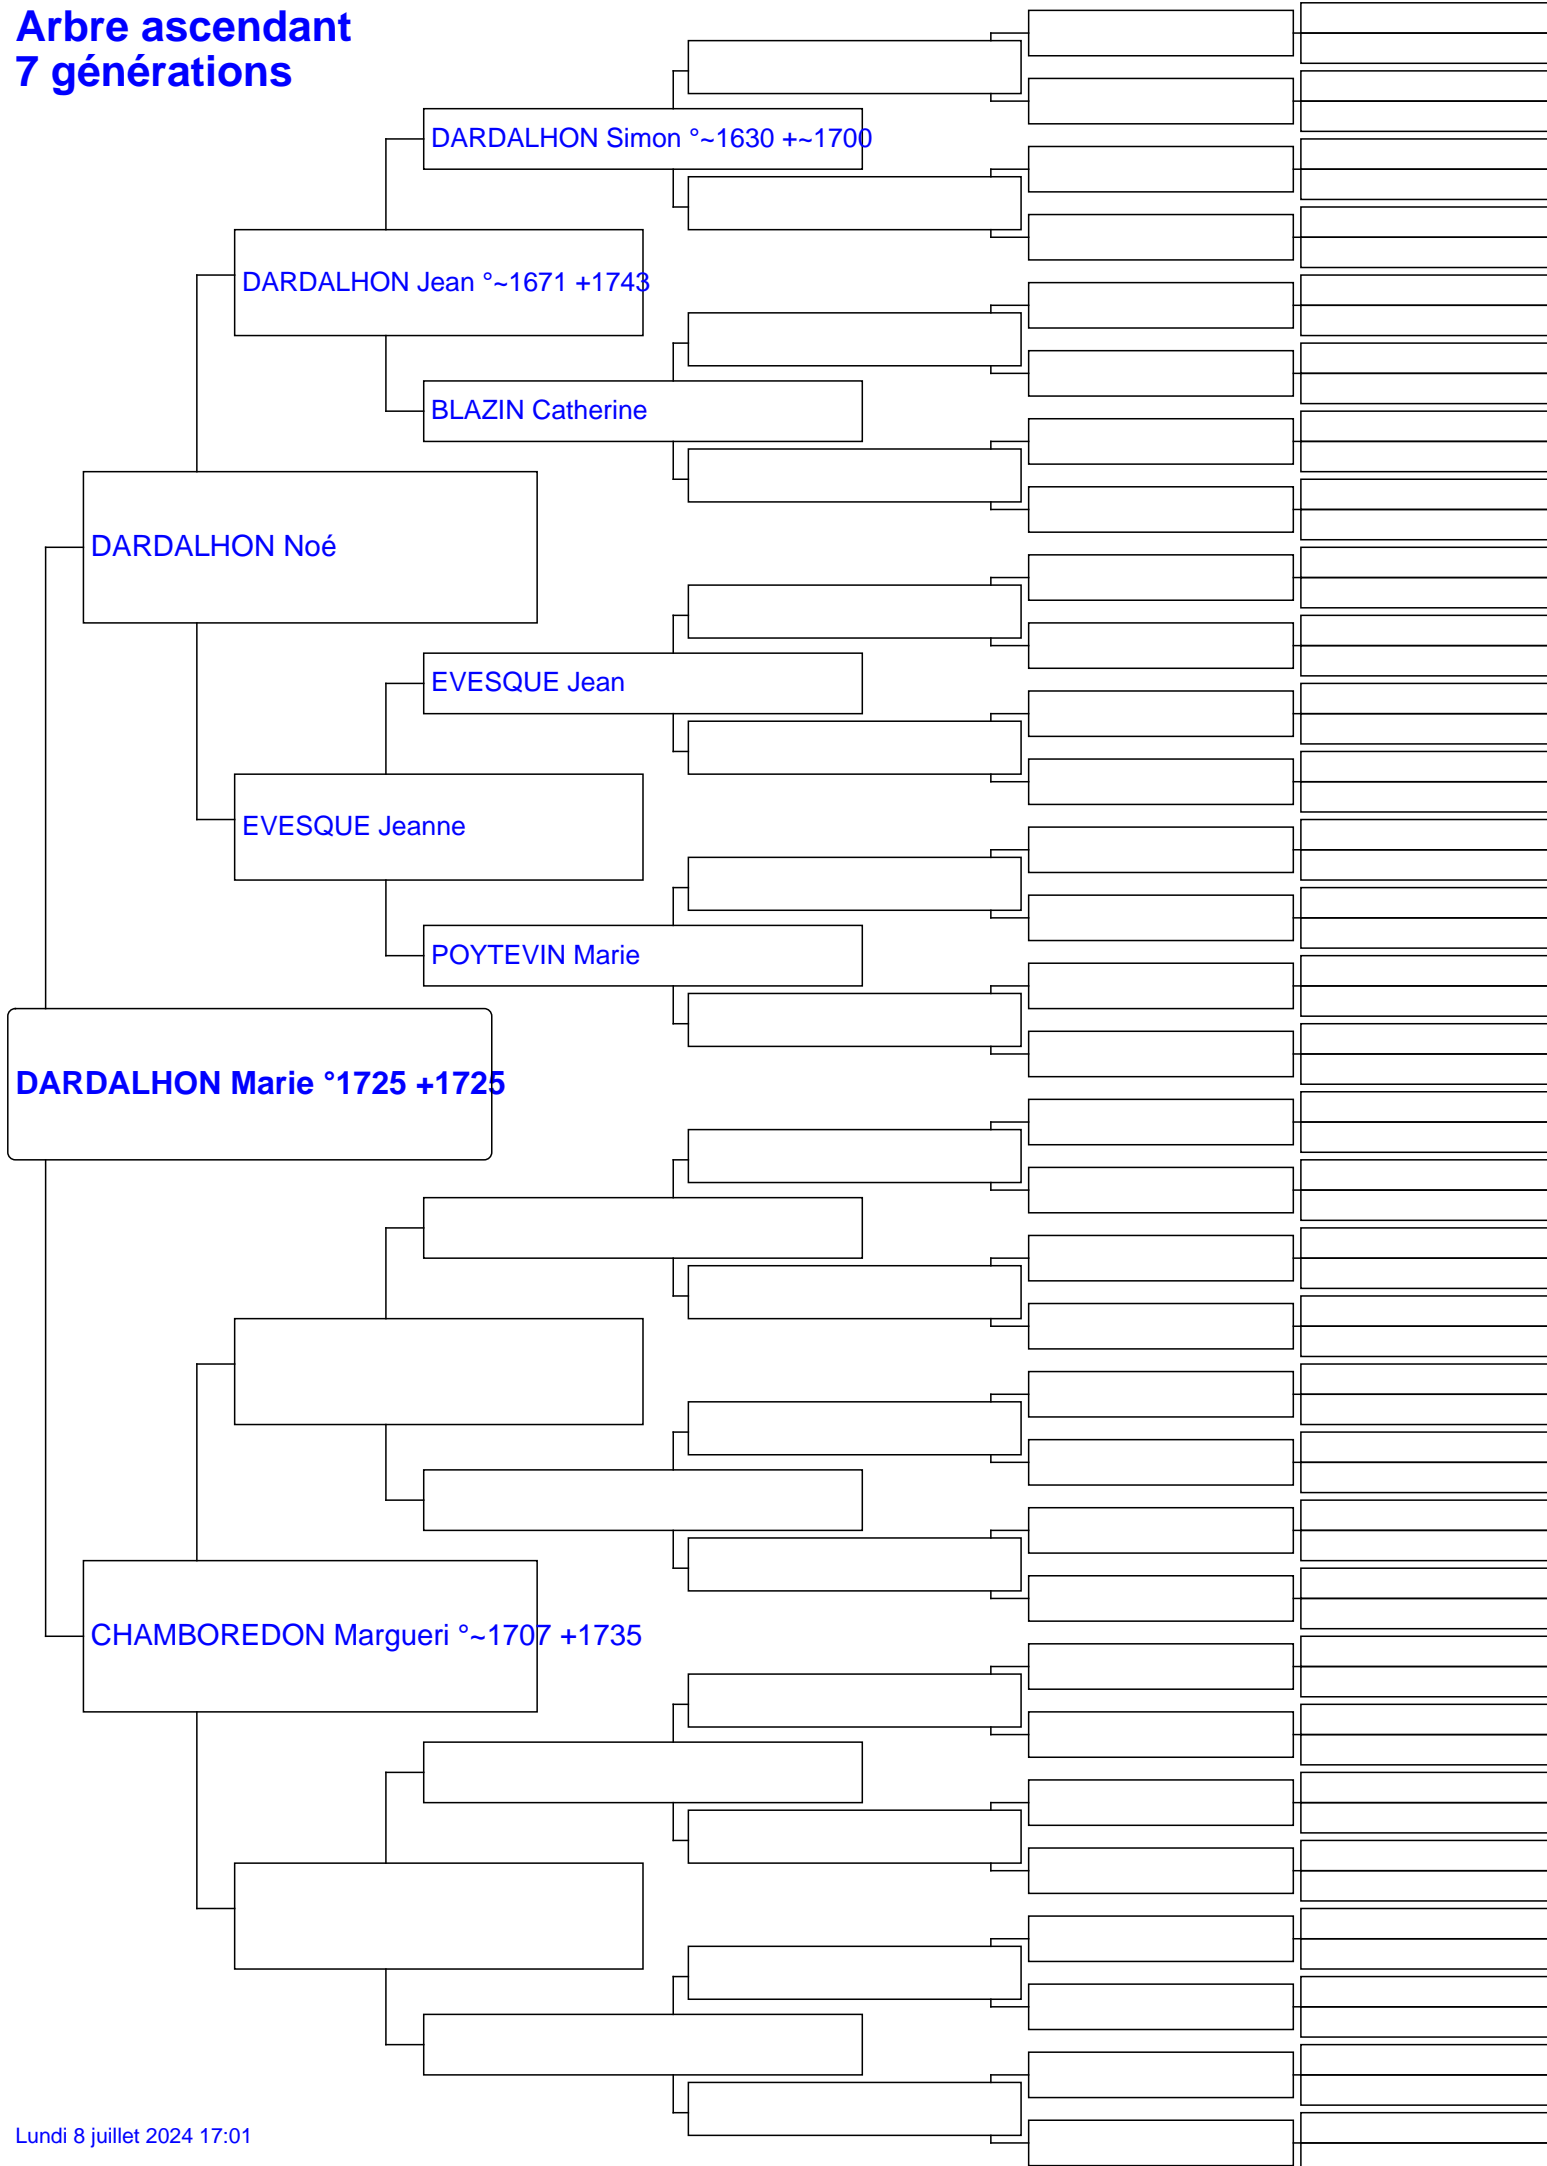 Arbre ascendant
7 générations
DARDALHON Simon °~1630 +~1700
DARDALHON Jean °~1671 +1743
BLAZIN Catherine
DARDALHON Noé
EVESQUE Jean
EVESQUE Jeanne
POYTEVIN Marie
DARDALHON Marie °1725 +1725
CHAMBOREDON Margueri °~1707 +1735
Lundi 8 juillet 2024 17:01